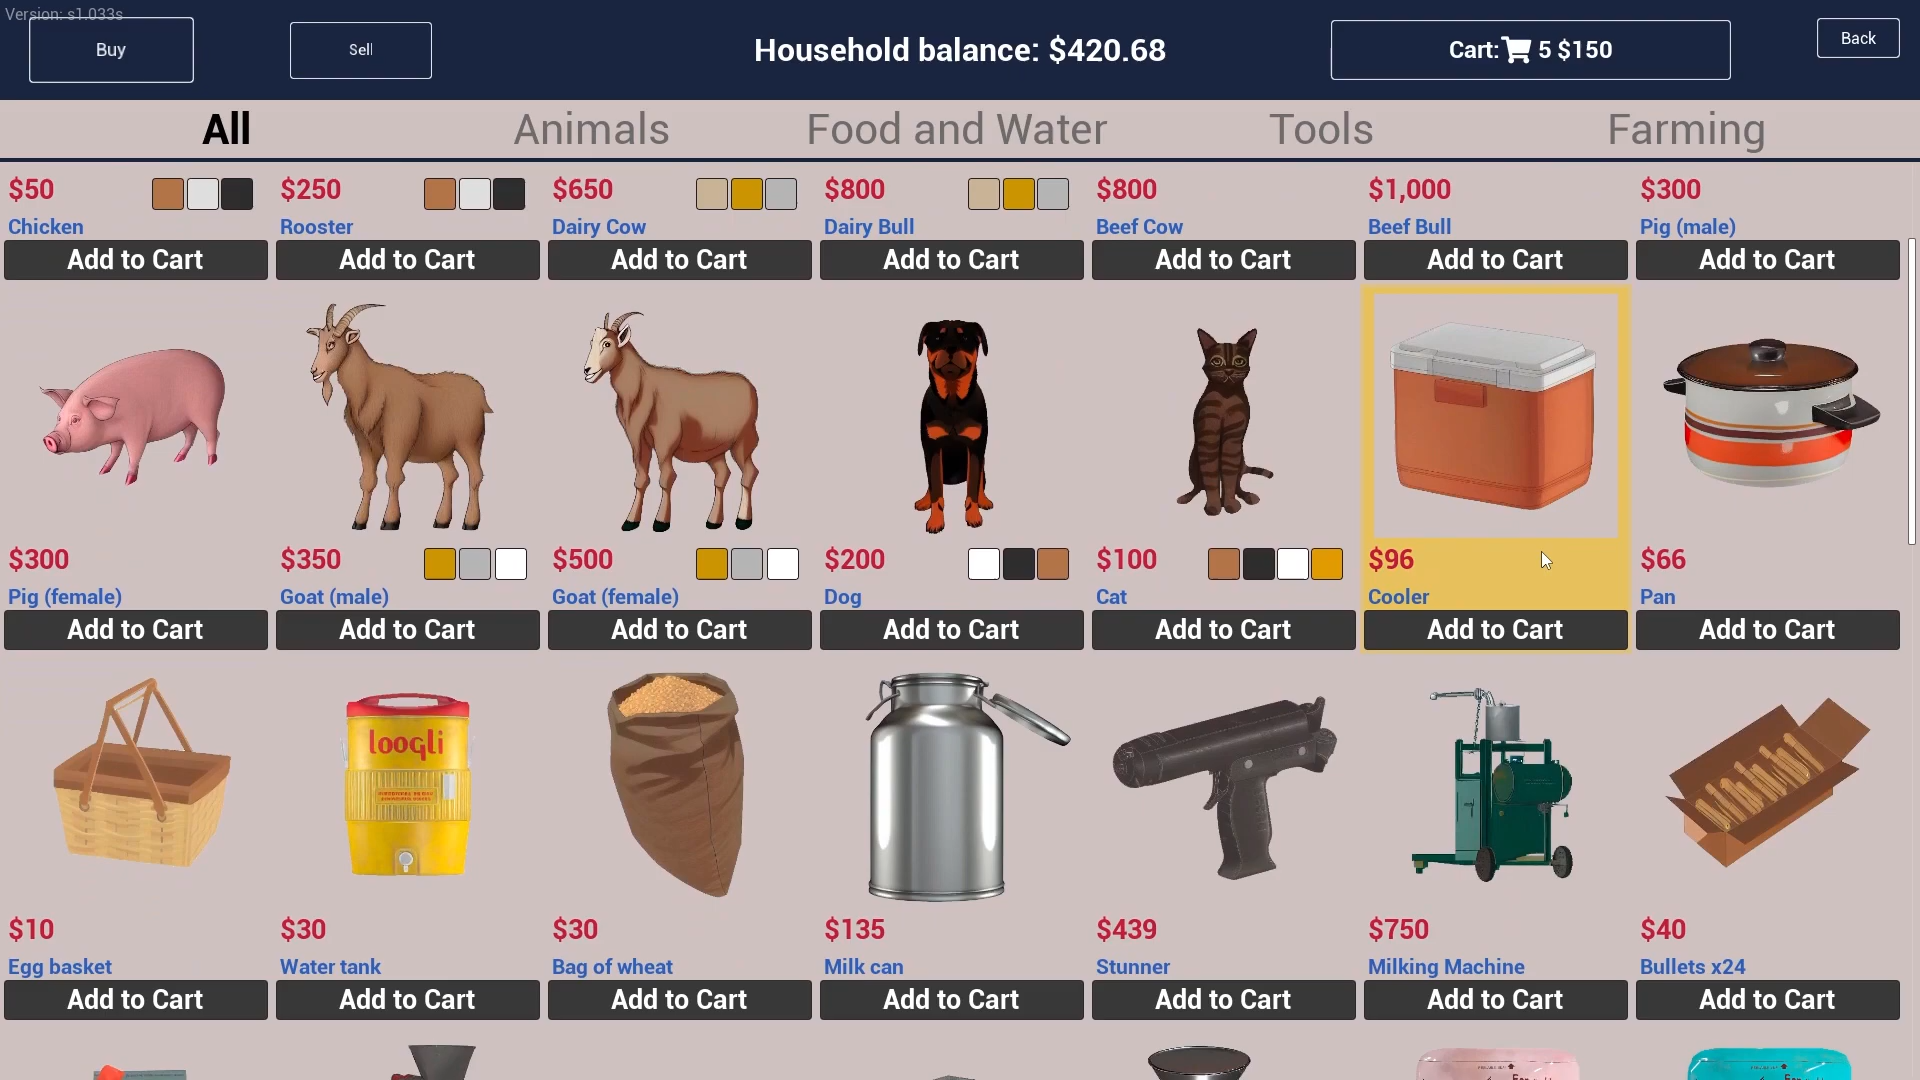 Version: s1.033s
Buy
Sell
Household balance: $420.68
Cart: 5 $150
Back
All
Animals
Food and Water
Tools
Farming
$50
$250
$650
$800
$800
$1,000
$300
Chicken
Rooster
Dairy Cow
Dairy Bull
Beef Cow
Beef Bull
Pig (male)
Add to Cart
Add to Cart
Add to Cart
Add to Cart
Add to Cart
Add to Cart
Add to Cart
$300
$350
$500
$200
$100
$96
$66
Pig (female)
Goat (male)
Goat (female)
Dog
Cat
Cooler
Pan
Add to Cart
Add to Cart
Add to Cart
Add to Cart
Add to Cart
Add to Cart
Add to Cart
loogli
$10
$30
$30
$135
$439
$750
$40
Egg basket
Water tank
Bag of wheat
Milk can
Stunner
Milking Machine
Bullets x24
Add to Cart
Add to Cart
Add to Cart
Add to Cart
Add to Cart
Add to Cart
Add to Cart